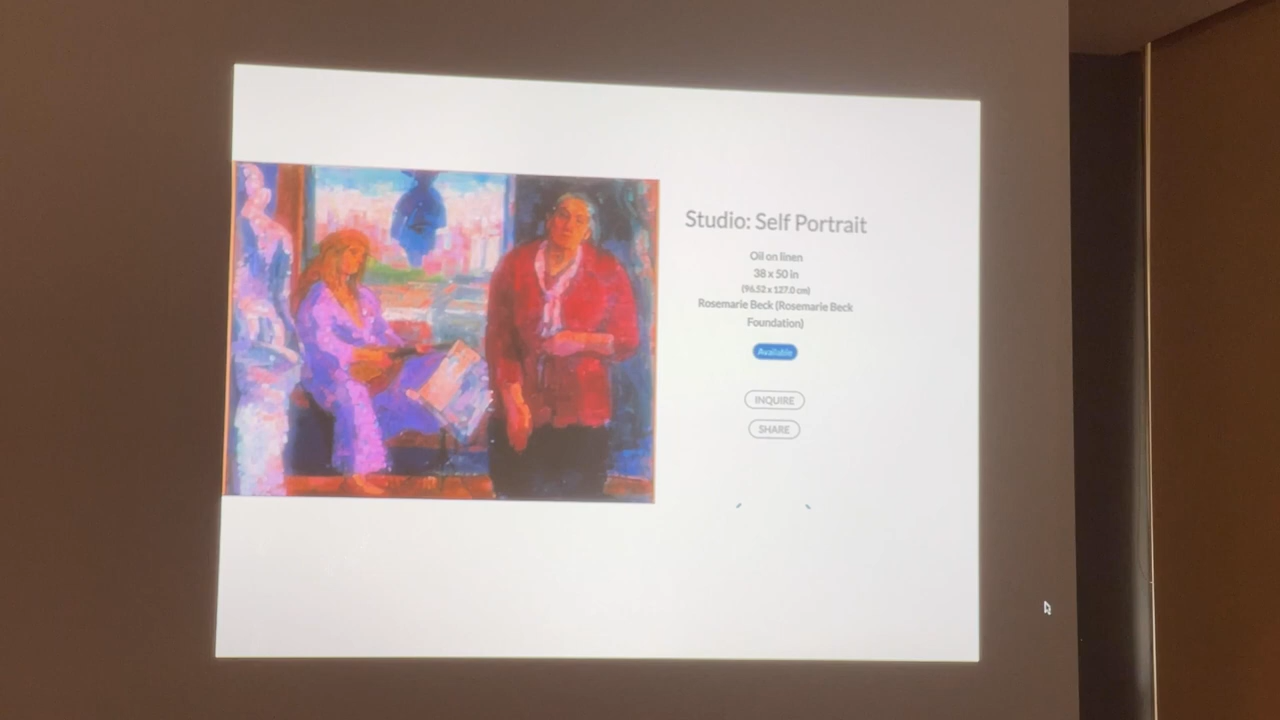 Studio: Self Portrait
Oil on linen
38 x 50 in
(96.52 x 127.0 cm)
Rosemarie Beck (Rosemarie Beck
Foundation)
Available
INQUIRE
SHARE